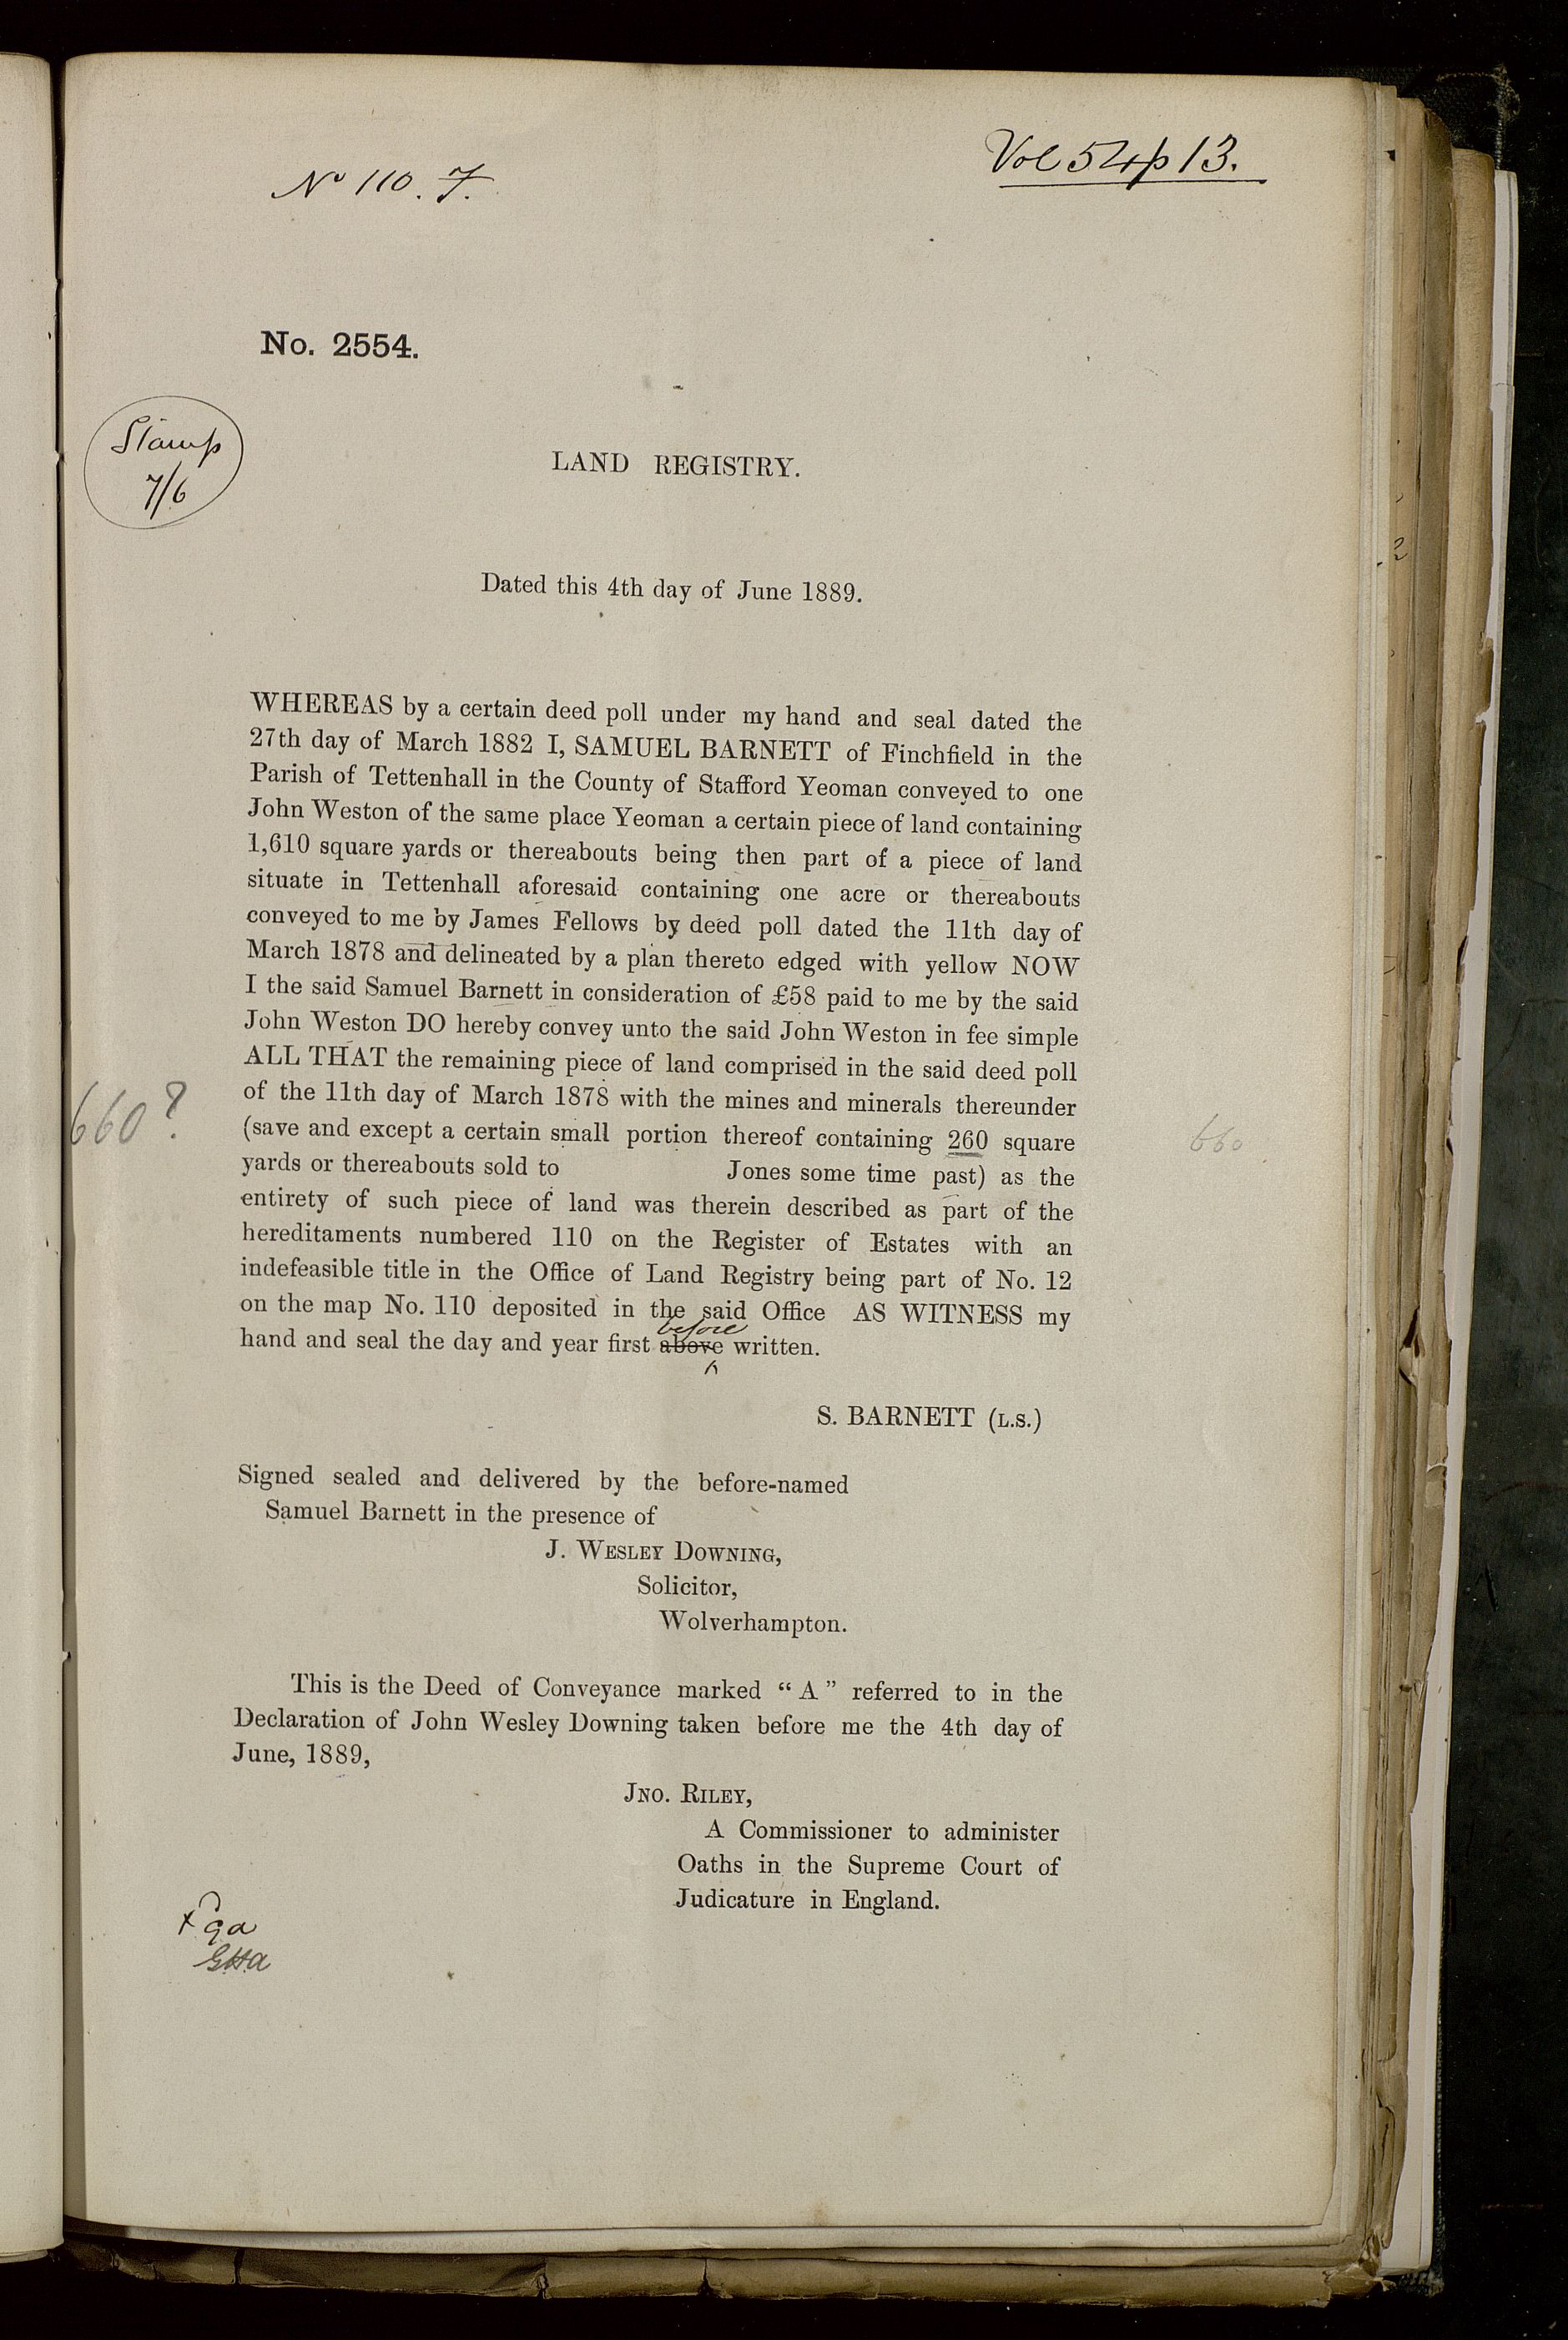 No 110. 7.
Vol 54 p 13.
No. 2554.
Stamp
7/6
LAND REGISTRY.
Dated this 4th day of June 1889.
WHEREAS by a certain deed poll under my hand and seal dated the
27th day of March 1882 I, SAMUEL BARNETT of Finchfield in the
Parish of Tettenhall in the County of Stafford Yeoman conveyed to one
John Weston of the same place Yeoman a certain piece of land containing
1,610 square yards or thereabouts being then part of a piece of land
situate in Tettenhall aforesaid containing one acre or thereabouts
conveyed to me by James Fellows by deed poll dated the 11th day of
March 1878 and delineated by a plan thereto edged with yellow NOW
I the said Samuel Barnett in consideration of £58 paid to me by the said
John Weston DO hereby convey unto the said John Weston in fee simple
ALL THAT the remaining piece of land comprised in the said deed poll
of the 11th day of March 1878 with the mines and minerals thereunder
660?
(save and except a certain small portion thereof containing 260 square
660
yards or thereabouts sold to Jones some time past) as the
entirety of such piece of land was therein described as part of the
hereditaments numbered 110 on the Register of Estates with an
indefeasible title in the Office of Land Registry being part of No. 12
on the map No. 110 deposited in the said Office AS WITNESS my
before
hand and seal the day and year first above written.
S. BARNETT (L.S.)
Signed sealed and delivered by the before-named
Samuel Barnett in the presence of
J. WESLEY DOWNING,
Solicitor,
Wolverhampton.
This is the Deed of Conveyance marked "A" referred to in the
Declaration of John Wesley Downing taken before me the 4th day of
June, 1889,
JNO. RILEY,
A Commissioner to administer
Oaths in the Supreme Court of
Judicature in England.